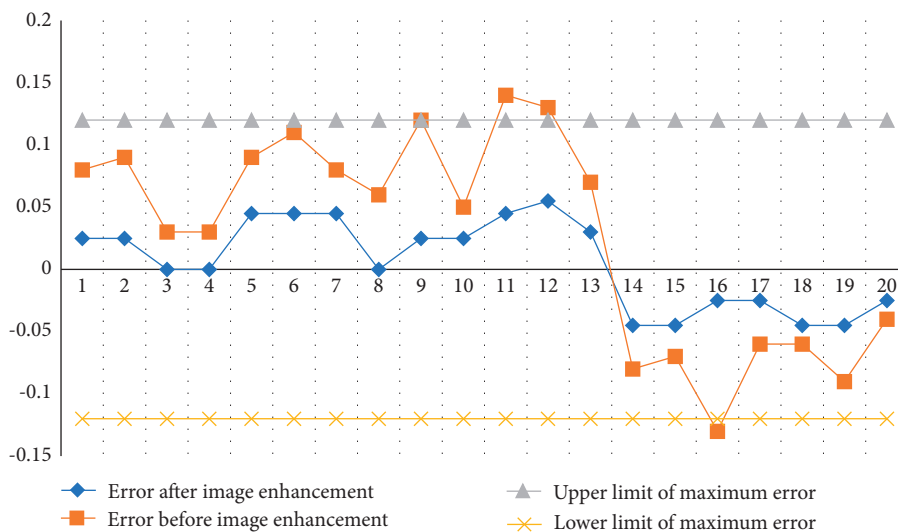 0.2
0.15
0.1
0.05
0
1 2 3 4 5 6 7 8 9 10 11 12 13 14 15 16 17 18 19 20
-0.05
-0.1
-0.15
Error after image enhancement
Error before image enhancement
Upper limit of maximum error
Lower limit of maximum error